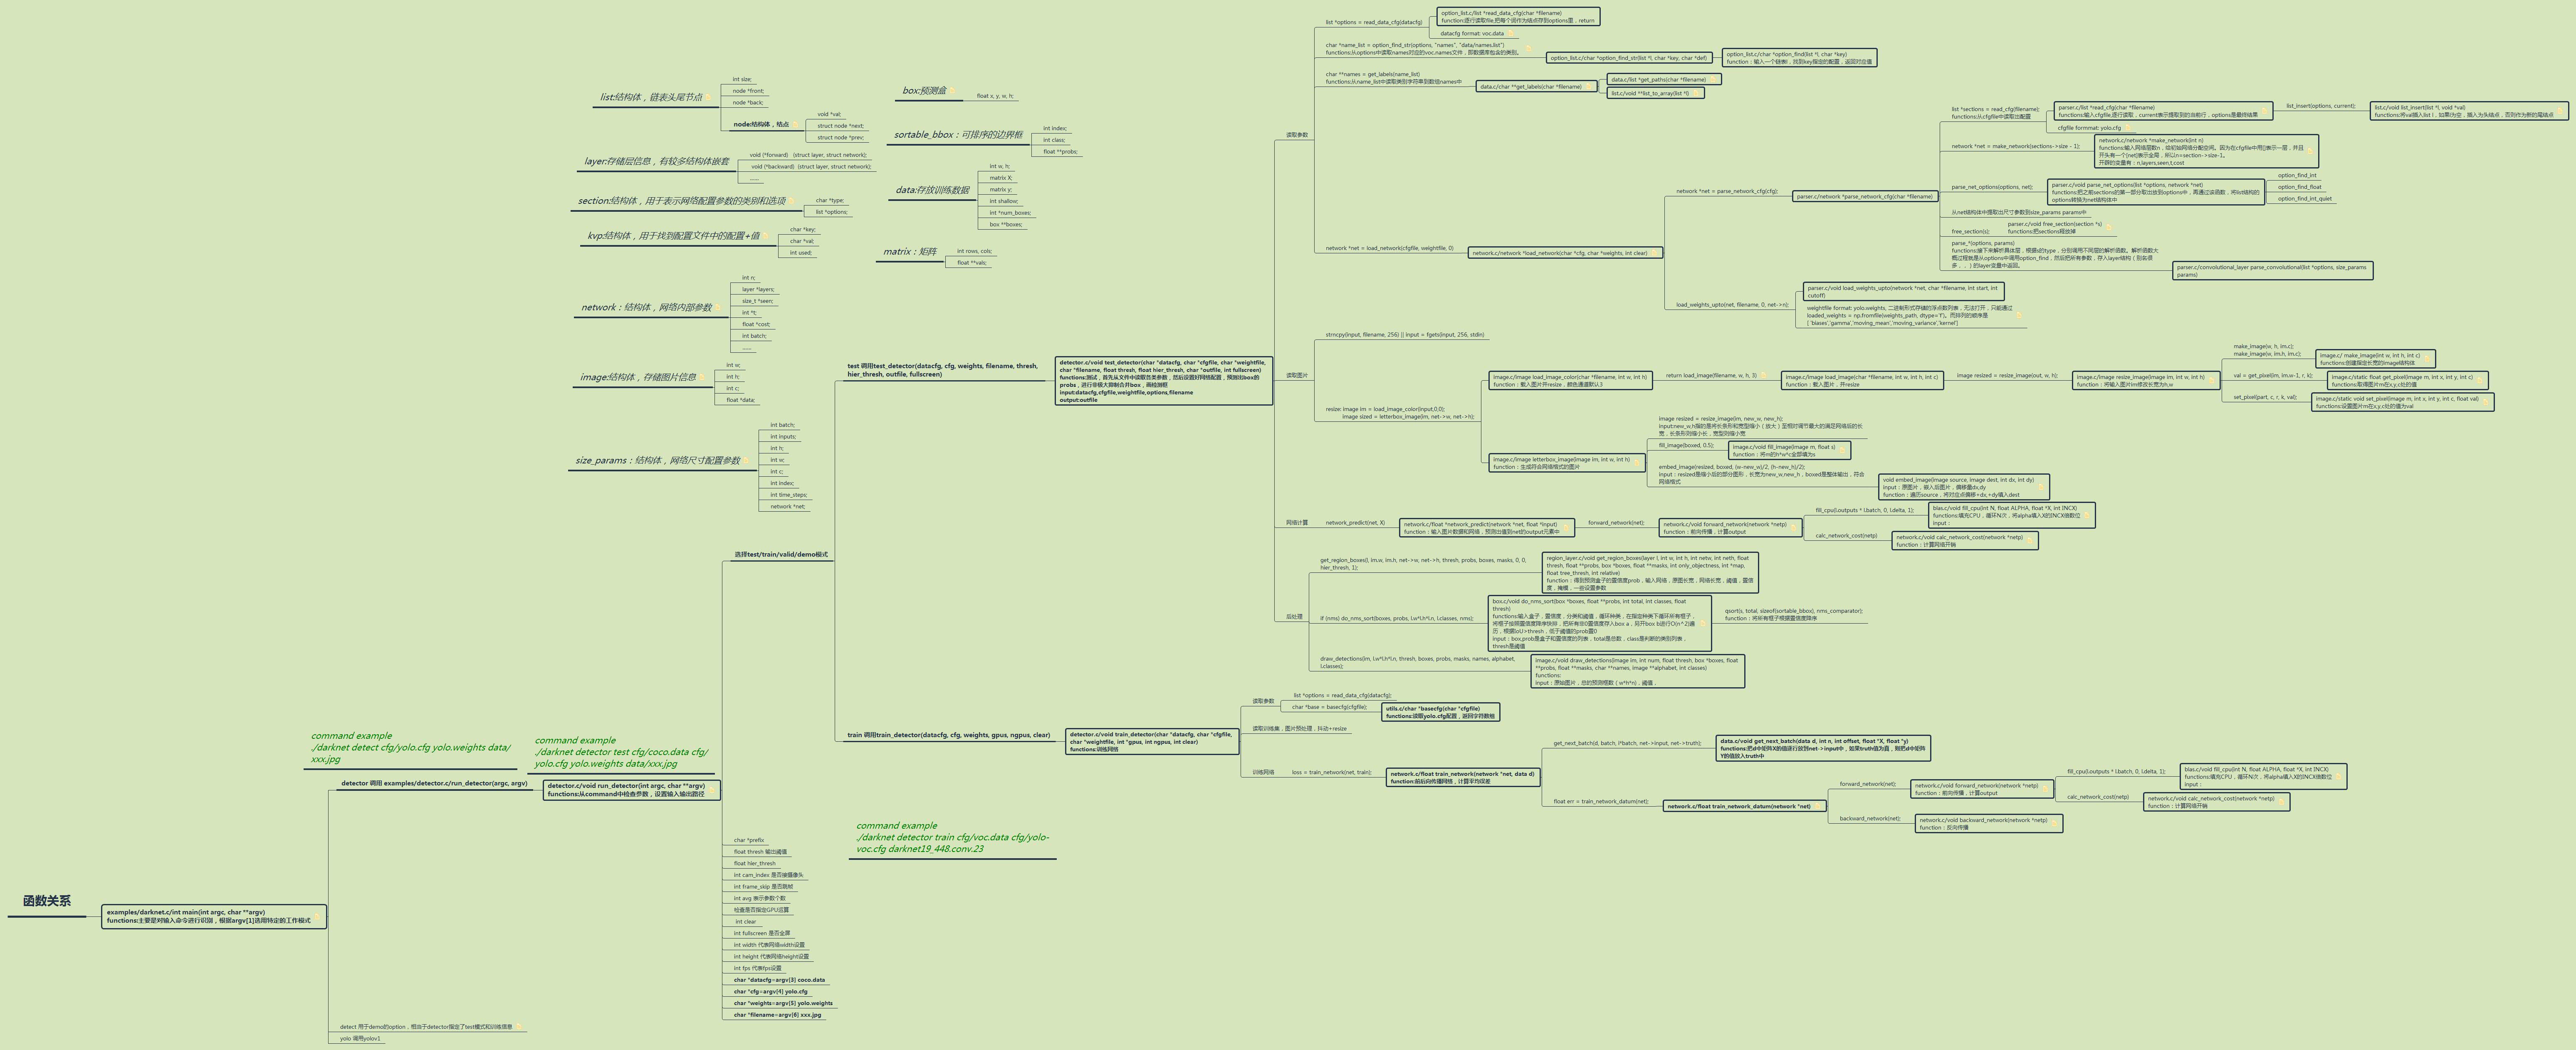 函数关系
examples/darknet.c/int main(int argc, char **argv)
functions:主要是对输入命令进行识别，根据argv[1]选用特定的工作模式
command example
./darknet detect cfg/yolo.cfg yolo.weights data/
xxx.jpg
detector 调用 examples/detector.c/run_detector(argc, argv)
detect 用于demo的option，相当于detector指定了test模式和训练信息
yolo 调用yolov1
command example
./darknet detector test cfg/coco.data cfg/
yolo.cfg yolo.weights data/xxx.jpg
detector.c/void run_detector(int argc, char **argv)
functions:从command中检查参数，设置输入输出路径
list:结构体，链表头尾节点
int size;
node *front;
node *back;
node:结构体，结点
void *val;
struct node *next;
struct node *prev;
layer:存储层信息，有较多结构体嵌套
void (*forward) (struct layer, struct network);
void (*backward) (struct layer, struct network);
......
section:结构体，用于表示网络配置参数的类别和选项
char *type;
list *options;
kvp:结构体，用于找到配置文件中的配置+值
char *key;
char *val;
int used;
network：结构体，网络内部参数
int n;
layer *layers;
size_t *seen;
int *t;
float *cost;
int batch;
......
image:结构体，存储图片信息
int w;
int h;
int c;
float *data;
size_params：结构体，网络尺寸配置参数
int batch;
int inputs;
int h;
int w;
int c;
int index;
int time_steps;
network *net;
box:预测盒
float x, y, w, h;
sortable_bbox：可排序的边界框
int index;
int class;
float **probs;
data:存放训练数据
int w, h;
matrix X;
matrix y;
int shallow;
int *num_boxes;
box **boxes;
matrix：矩阵
int rows, cols;
float **vals;
选择test/train/valid/demo模式
char *prefix
float thresh 输出阈值
float hier_thresh
int cam_index 是否接摄像头
int frame_skip 是否跳帧
int avg 表示参数个数
检查是否指定GPU运算
int clear
int fullscreen 是否全屏
int width 代表网络width设置
int height 代表网络height设置
int fps 代表fps设置
char *datacfg=argv[3] coco.data
char *cfg=argv[4] yolo.cfg
char *weights=argv[5] yolo.weights
char *filename=argv[6] xxx.jpg
test 调用test_detector(datacfg, cfg, weights, filename, thresh,
hier_thresh, outfile, fullscreen)
detector.c/void test_detector(char *datacfg, char *cfgfile, char *weightfile,
char *filename, float thresh, float hier_thresh, char *outfile, int fullscreen)
functions:测试，首先从文件中读取各类参数，然后设置好网络配置，预测出box的
probs，进行非极大抑制合并box，画检测框
input:datacfg,cfgfile,weightfile,options,filename
output:outfile
读取参数
list *options = read_data_cfg(datacfg)
option_list.c/list *read_data_cfg(char *filename)
function:逐行读取file,把每个词作为结点存到options里，return
datacfg format: voc.data
char *name_list = option_find_str(options, "names", "data/names.list")
functions:从options中读取names对应的voc.names文件，即数据库包含的类别。
option_list.c/char *option_find_str(list *l, char *key, char *def)
option_list.c/char *option_find(list *l, char *key)
function：输入一个链表l，找到key指定的配置，返回对应值
char **names = get_labels(name_list)
functions:从name_list中读取类别字符串到数组names中
data.c/char **get_labels(char *filename)
data.c/list *get_paths(char *filename)
list.c/void **list_to_array(list *l)
network *net = load_network(cfgfile, weightfile, 0)
network.c/network *load_network(char *cfg, char *weights, int clear)
network *net = parse_network_cfg(cfg);
parser.c/network *parse_network_cfg(char *filename)
list *sections = read_cfg(filename);
functions:从cfgfile中读取出配置
parser.c/list *read_cfg(char *filename)
functions:输入cfgfile,逐行读取，current表示提取到的当前行，options是最终结果
list_insert(options, current);
list.c/void list_insert(list *l, void *val)
functions:将val插入list l，如果l为空，插入为头结点，否则作为新的尾结点
cfgfile formmat: yolo.cfg
network *net = make_network(sections->size - 1);
network.c/network *make_network(int n)
functions:输入网络层数n，给初始网络分配空间。因为在cfgfile中用[]表示一层，并且
开头有一个[net]表示全局，所以n=section->size-1。
开辟的变量有：n,layers,seen,t,cost
parse_net_options(options, net);
parser.c/void parse_net_options(list *options, network *net)
functions:把之前sections的第一部分取出放到options中，再通过该函数，将list结构的
options转换为net结构体中
option_find_int
option_find_float
option_find_int_quiet
从net结构体中提取出尺寸参数到size_params params中
free_section(s);
parser.c/void free_section(section *s)
functions:把sections释放掉
parse_*(options, params)
functions:接下来解析具体层，根据s的type，分别调用不同层的解析函数。解析函数大
概过程就是从options中调用option_find，然后把所有参数，存入layer结构（别名很
多，，）的layer变量中返回。
parser.c/convolutional_layer parse_convolutional(list *options, size_params
params)
load_weights_upto(net, filename, 0, net->n);
parser.c/void load_weights_upto(network *net, char *filename, int start, int
cutoff)
weightfile format: yolo.weights, 二进制形式存储的浮点数列表，无法打开，只能通过
loaded_weights = np.fromfile(weights_path, dtype='f')。而排列的顺序是
[ 'biases','gamma','moving_mean','moving_variance','kernel']
读取图片
strncpy(input, filename, 256) || input = fgets(input, 256, stdin)
resize: image im = load_image_color(input,0,0);
image sized = letterbox_image(im, net->w, net->h);
image.c/image load_image_color(char *filename, int w, int h)
function：载入图片并resize，颜色通道默认3
return load_image(filename, w, h, 3)
image.c/image load_image(char *filename, int w, int h, int c)
function：载入图片，并resize
image resized = resize_image(out, w, h);
image.c/image resize_image(image im, int w, int h)
function：将输入图片im修改长宽为h,w
make_image(w, h, im.c);
make_image(w, im.h, im.c);
image.c/ make_image(int w, int h, int c)
functions:创建指定长宽的image结构体
val = get_pixel(im, im.w-1, r, k);
image.c/static float get_pixel(image m, int x, int y, int c)
functions:取得图片m在x,y,c处的值
set_pixel(part, c, r, k, val);
image.c/static void set_pixel(image m, int x, int y, int c, float val)
functions:设置图片m在x,y,c处的值为val
image.c/image letterbox_image(image im, int w, int h)
function：生成符合网络格式的图片
image resized = resize_image(im, new_w, new_h);
fill_image(boxed, 0.5);
image.c/void fill_image(image m, float s)
function：将m的h*w*c全部填为s
embed_image(resized, boxed, (w-new_w)/2, (h-new_h)/2);
input：resized是缩小后的部分图形，长宽为new_w,new_h，boxed是整体输出，符合
网络格式
void embed_image(image source, image dest, int dx, int dy)
input：原图片，嵌入后图片，偏移量dx,dy
function：遍历source，将对应点偏移+dx,+dy填入dest
网络计算
network_predict(net, X)
network.c/float *network_predict(network *net, float *input)
function：输入图片数据和网络，预测出值到net的output元素中
forward_network(net);
network.c/void forward_network(network *netp)
function：前向传播，计算output
fill_cpu(l.outputs * l.batch, 0, l.delta, 1);
blas.c/void fill_cpu(int N, float ALPHA, float *X, int INCX)
functions:填充CPU，循环N次，将alpha填入X的INCX倍数位
input：
calc_network_cost(netp)
network.c/void calc_network_cost(network *netp)
function：计算网络开销
后处理
get_region_boxes(l, im.w, im.h, net->w, net->h, thresh, probs, boxes, masks, 0, 0,
hier_thresh, 1);
region_layer.c/void get_region_boxes(layer l, int w, int h, int netw, int neth, float
thresh, float **probs, box *boxes, float **masks, int only_objectness, int *map,
float tree_thresh, int relative)
function：得到预测盒子的置信度prob，输入网络，原图长宽，网络长宽，阈值，置信
度，掩模，一些设置参数
if (nms) do_nms_sort(boxes, probs, l.w*l.h*l.n, l.classes, nms);
box.c/void do_nms_sort(box *boxes, float **probs, int total, int classes, float
thresh)
functions:输入盒子，置信度，分类和阈值，循环种类，在指定种类下循环所有框子，
将框子按照置信度降序快排，把所有非0置信度存入box a，另开box b进行O(n^2)遍
历，根据IoU>thresh，低于阈值的prob置0
input：box,prob是盒子和置信度的列表，total是总数，class是判断的类别列表，
thresh是阈值
qsort(s, total, sizeof(sortable_bbox), nms_comparator);
function：将所有框子根据置信度降序
draw_detections(im, l.w*l.h*l.n, thresh, boxes, probs, masks, names, alphabet,
l.classes);
image.c/void draw_detections(image im, int num, float thresh, box *boxes, float
**probs, float **masks, char **names, image **alphabet, int classes)
functions:
input：原始图片，总的预测框数（w*h*n)，阈值，
train 调用train_detector(datacfg, cfg, weights, gpus, ngpus, clear)
command example
./darknet detector train cfg/voc.data cfg/yolo-
voc.cfg darknet19_448.conv.23
detector.c/void train_detector(char *datacfg, char *cfgfile,
char *weightfile, int *gpus, int ngpus, int clear)
functions:训练网络
读取参数
list *options = read_data_cfg(datacfg);
char *base = basecfg(cfgfile);
utils.c/char *basecfg(char *cfgfile)
functions:读取yolo.cfg配置，返回字符数组
读取训练集，图片预处理，抖动+resize
训练网络
loss = train_network(net, train);
network.c/float train_network(network *net, data d)
function:前后向传播网络，计算平均误差
get_next_batch(d, batch, i*batch, net->input, net->truth);
data.c/void get_next_batch(data d, int n, int offset, float *X, float *y)
functions:把d中矩阵X的值逐行放到net->input中，如果truth值为真，则把d中矩阵
Y的值放入truth中
float err = train_network_datum(net);
network.c/float train_network_datum(network *net)
forward_network(net);
network.c/void forward_network(network *netp)
function：前向传播，计算output
fill_cpu(l.outputs * l.batch, 0, l.delta, 1);
blas.c/void fill_cpu(int N, float ALPHA, float *X, int INCX)
functions:填充CPU，循环N次，将alpha填入X的INCX倍数位
input：
calc_network_cost(netp)
network.c/void calc_network_cost(network *netp)
function：计算网络开销
backward_network(net);
network.c/void backward_network(network *netp)
function：反向传播